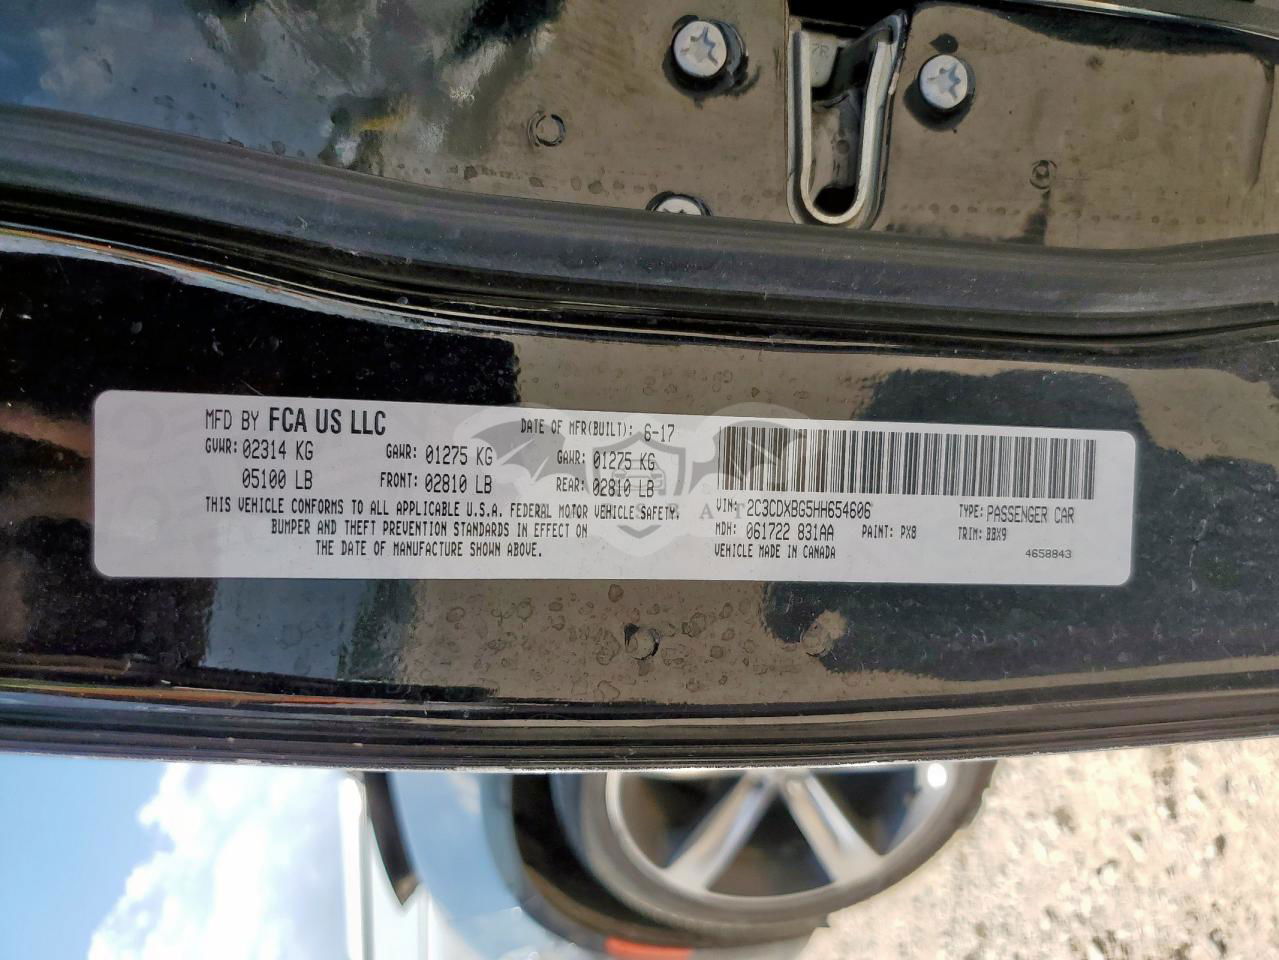 7R
MFD BY FCA US LLC DATE OF MFR(BUILT): 6-17
GVWR: 02314 KG GAWR: 01275 KG GAWR: 01275 KG
05100 LB FRONT: 02810 LB REAR: 02810 LB
THIS VEHICLE CONFORMS TO ALL APPLICABLE U.S.A. FEDERAL MOTOR VEHICLE SAFETY,
BUMPER AND THEFT PREVENTION STANDARDS IN EFFECT ON
THE DATE OF MANUFACTURE SHOWN ABOVE.
VIN: 2C3CDXBG5HH654606 TYPE: PASSENGER CAR
MDH: 061722 831AA PAINT: PX8 TRIM: BBX9
VEHICLE MADE IN CANADA 4658843